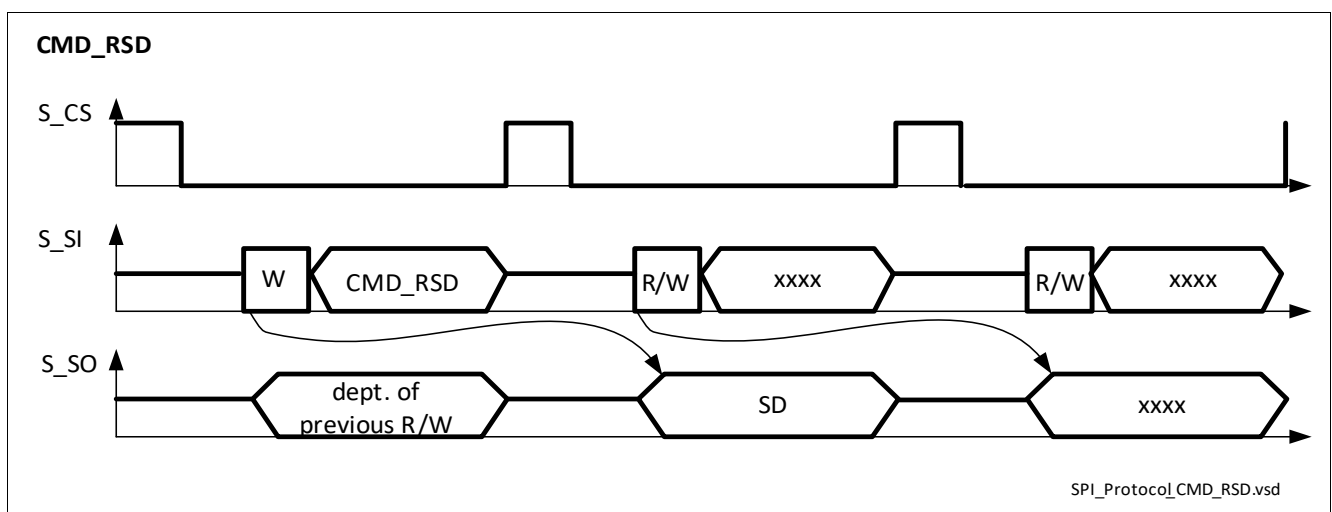 CMD_RSD
S_CS
S_SI
W
CMD_RSD
R/W
xxxx
R/W
xxxx
S_SO
dept. of
previous R/W
SD
xxxx
SPI_Protocol_CMD_RSD.vsd